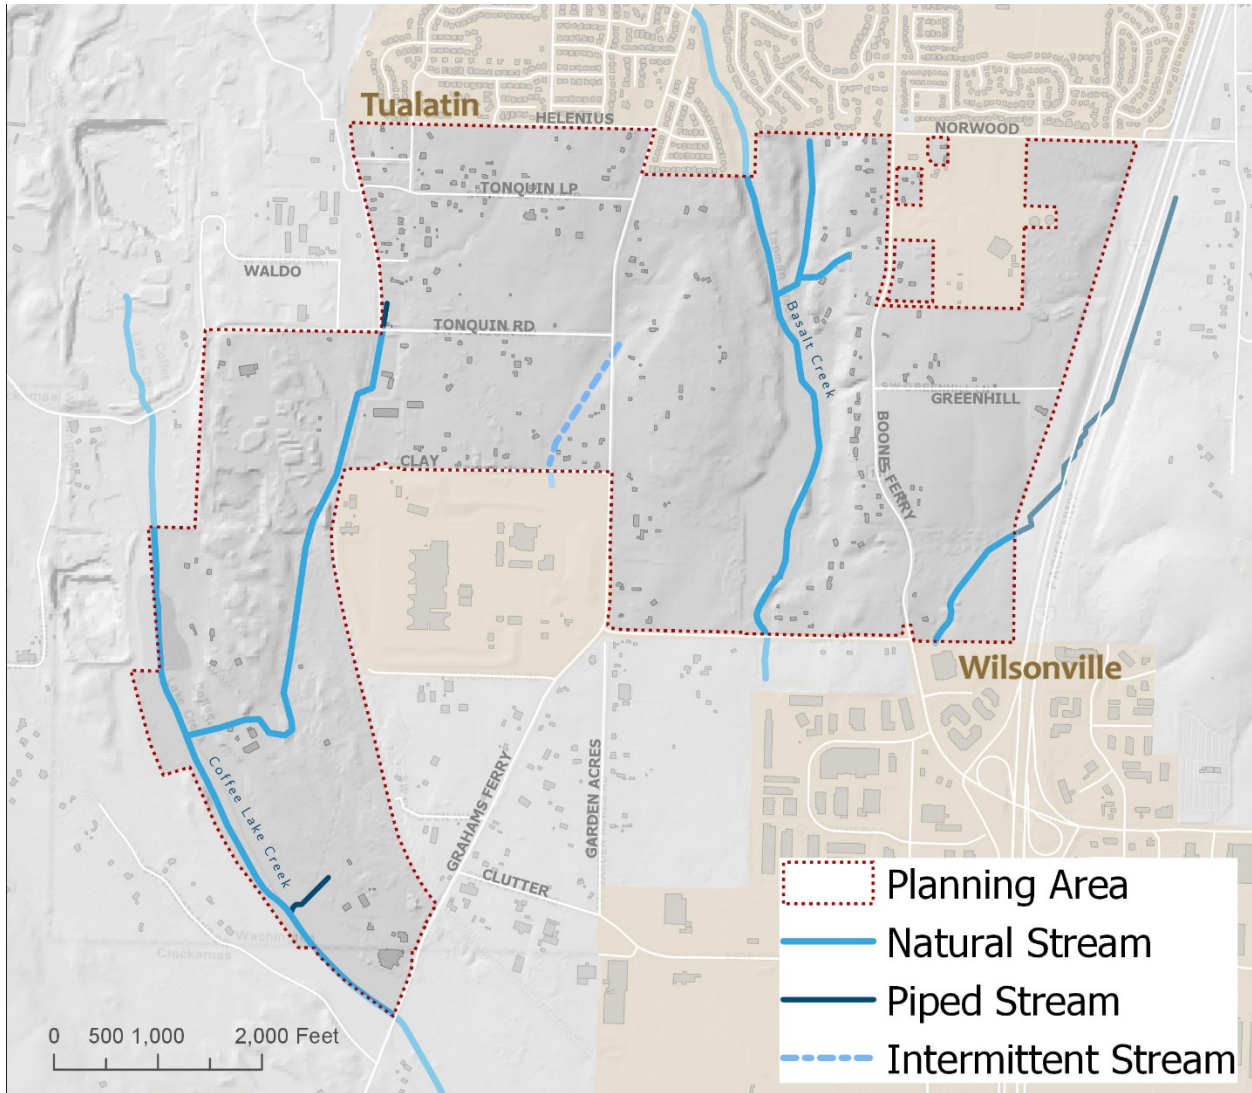 Tualatin
HELENIUS
NORWOOD
TONQUIN LP
WALDO
TONQUIN RD
Basalt Creek
GREENHILL
CLAY
BOONES FERRY
Wilsonville
Coffee Lake Creek
GRAHAMS FERRY
GARDEN ACRES
CLUTTER
Washington
Clackamas
Planning Area
Natural Stream
Piped Stream
Intermittent Stream
0 500 1,000 2,000 Feet